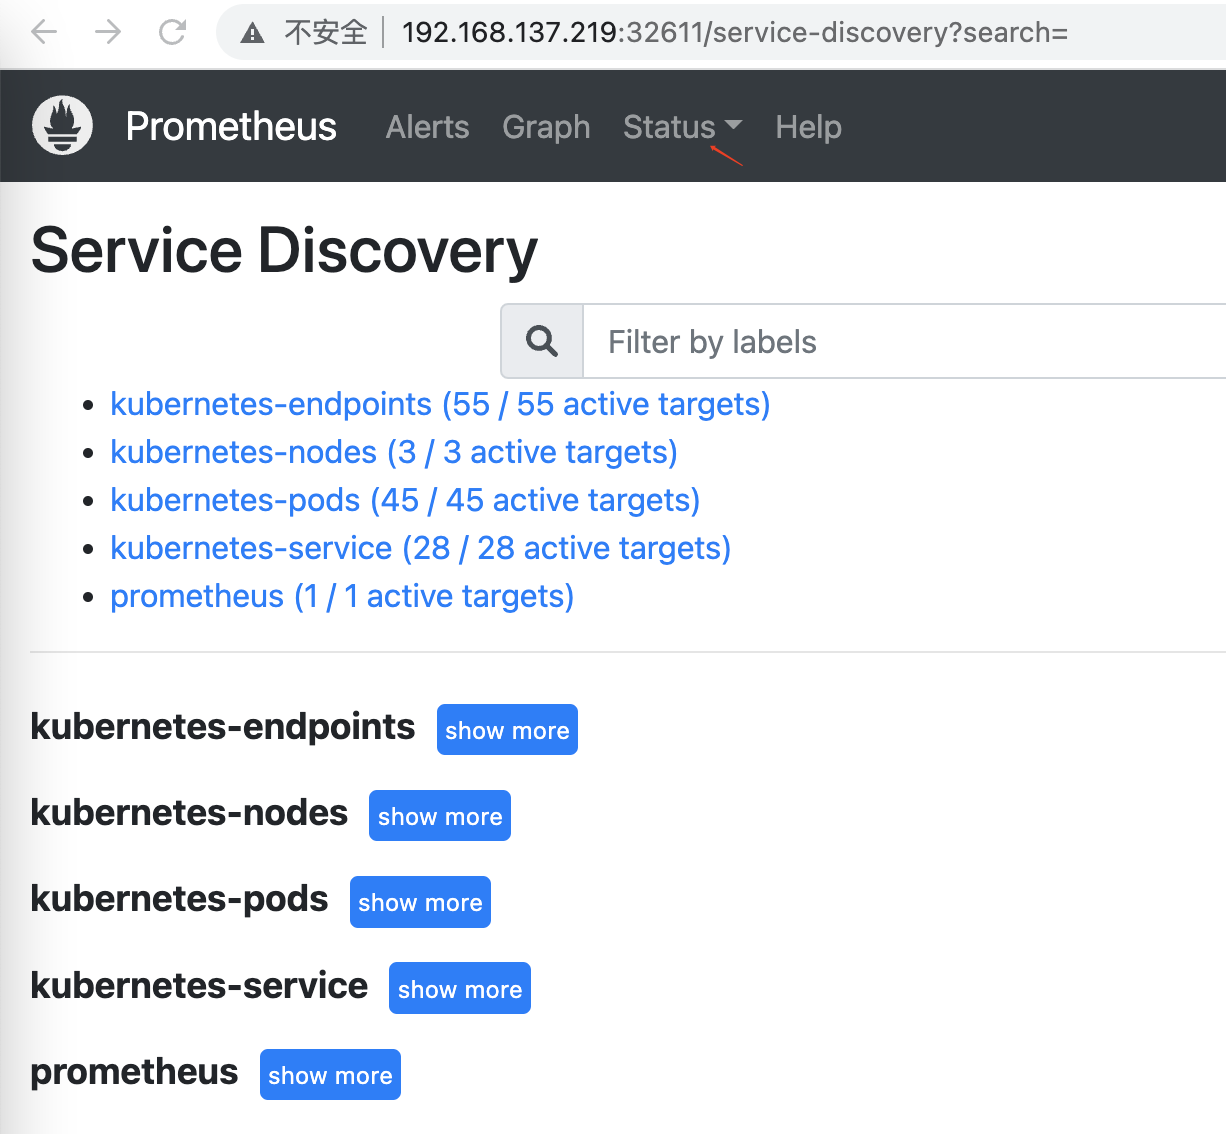 不安全 192.168.137.219:32611/service-discovery?search=
Prometheus Alerts Graph Status Help
Service Discovery
Filter by labels
kubernetes-endpoints (55 / 55 active targets)
kubernetes-nodes (3 / 3 active targets)
kubernetes-pods (45 / 45 active targets)
kubernetes-service (28 / 28 active targets)
prometheus (1 / 1 active targets)
kubernetes-endpoints show more
kubernetes-nodes show more
kubernetes-pods show more
kubernetes-service show more
prometheus show more